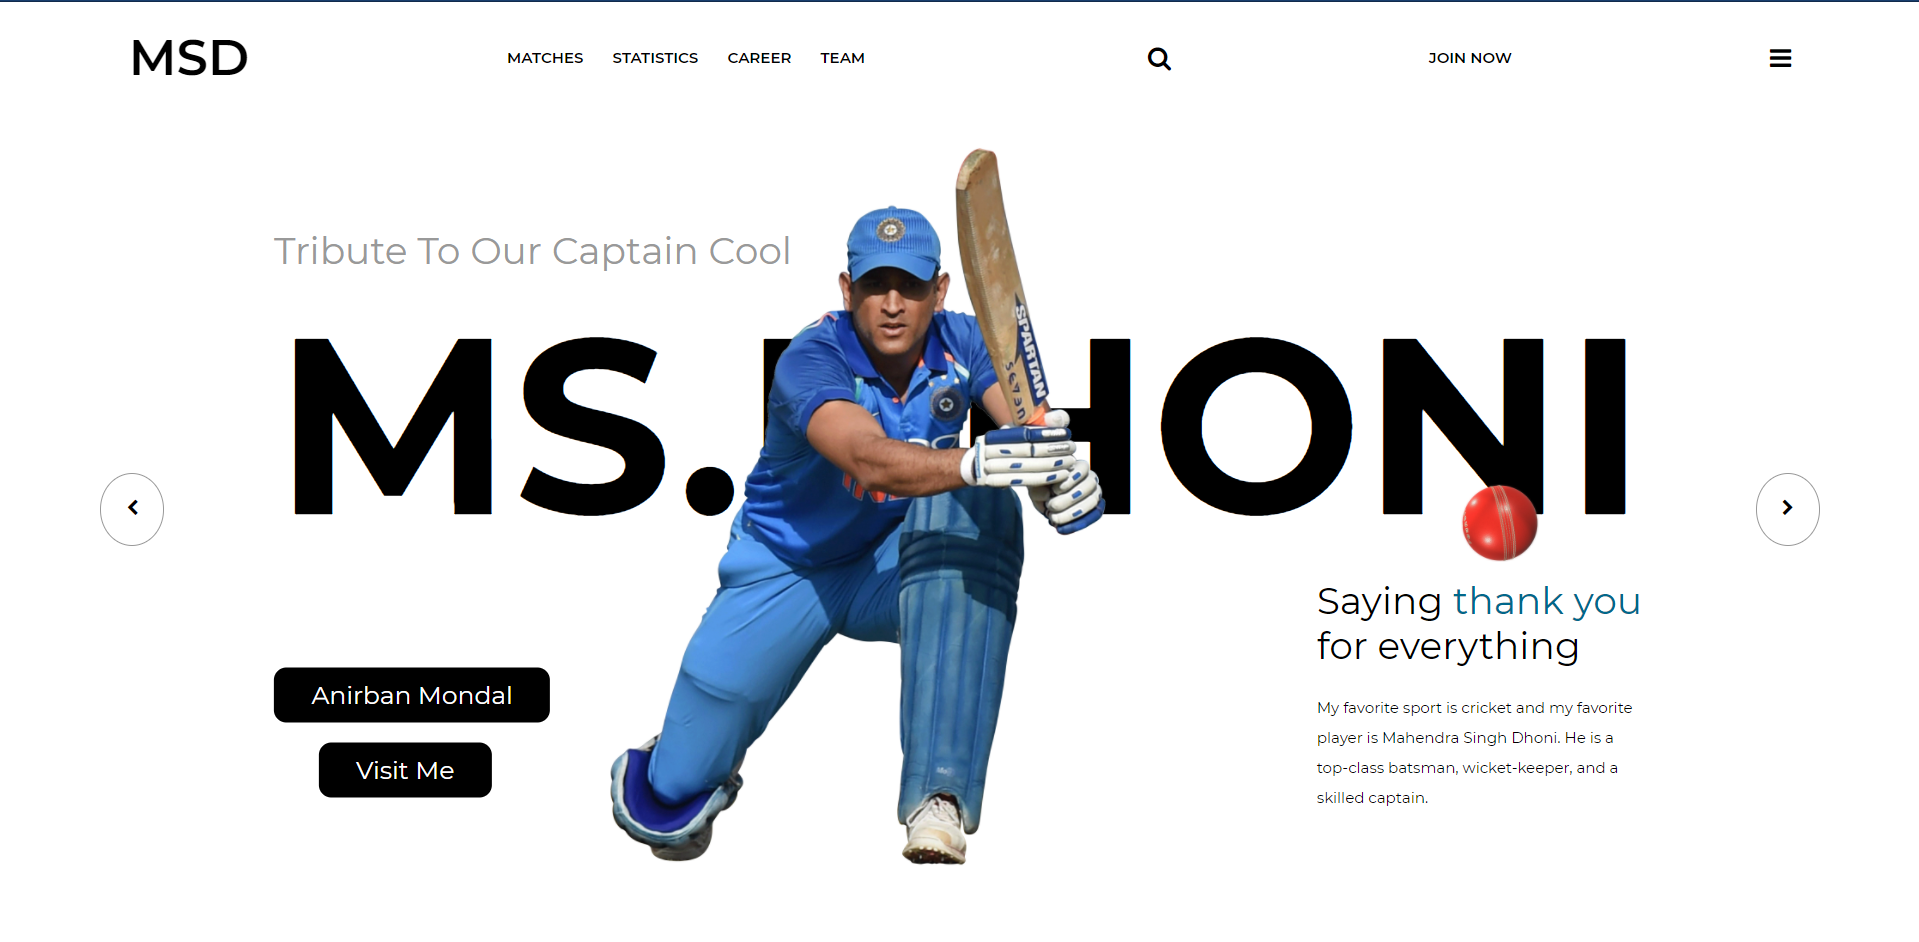 MSD
MATCHES STATISTICS CAREER TEAM
JOIN NOW
Tribute To Our Captain Cool
MS.DHONI
SPARTAN
Saying thank you
for everything
Anirban Mondal
Visit Me
My favorite sport is cricket and my favorite
player is Mahendra Singh Dhoni. He is a
top-class batsman, wicket-keeper, and a
skilled captain.